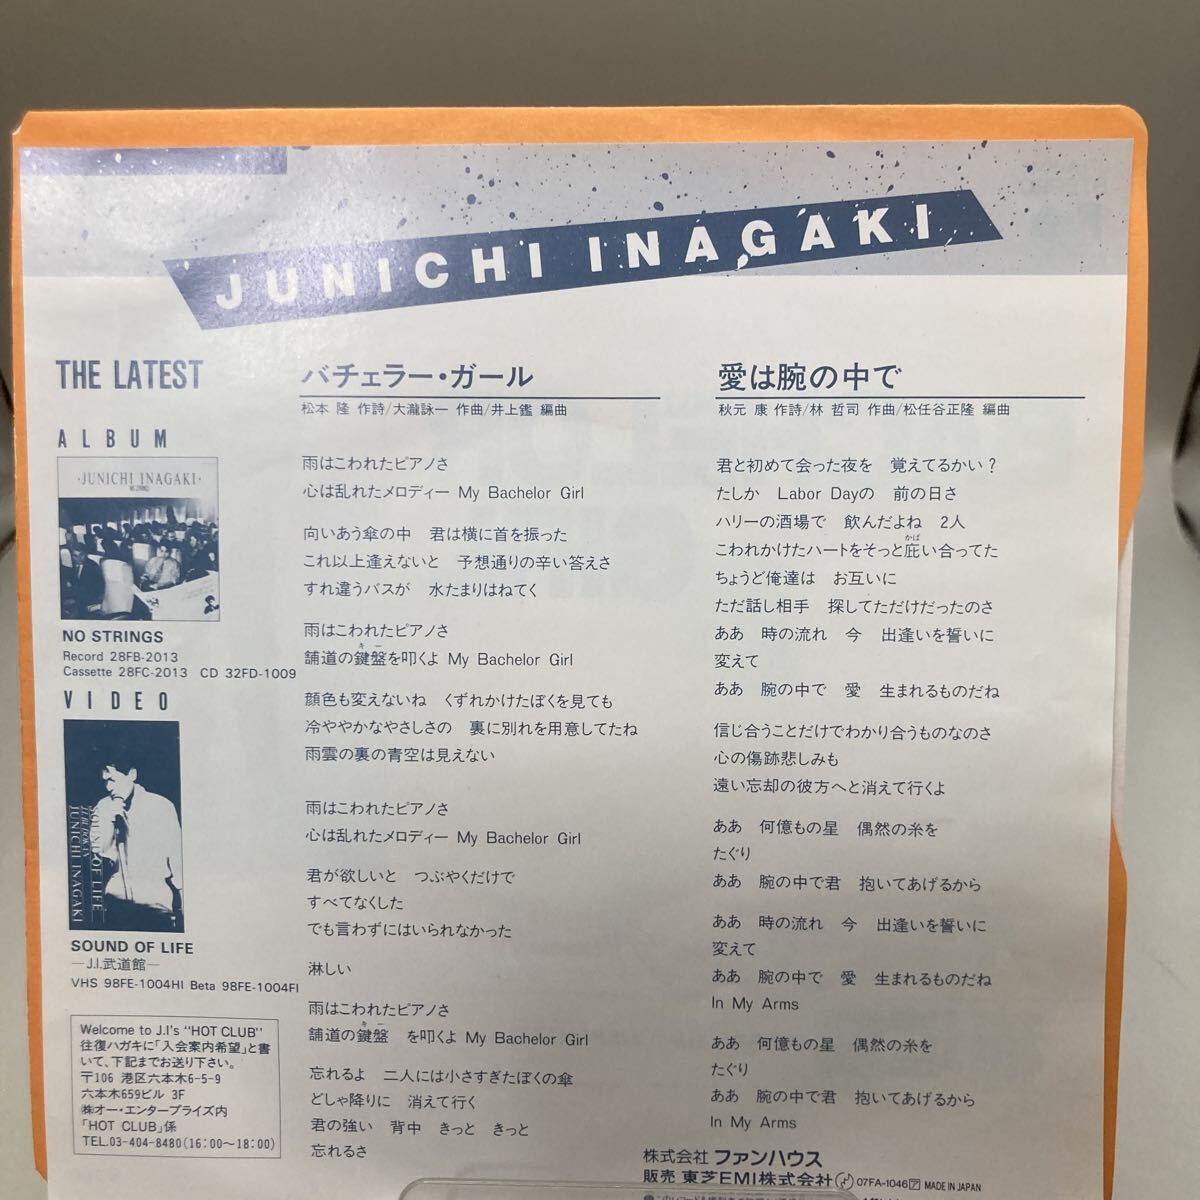 JUNICHI INAGAKI
THE LATEST
ALBUM
·JUNICHI INAGAKI·
NO STRINGS
NO STRINGS
Record 28FB-2013
Cassette 28FC-2013 CD 32FD-1009
VIDEO
SOUND OF LIFE
JUNICHI INAGAKI
SOUND OF LIFE
—J.I.武道館—
VHS 98FE-1004HI Beta 98FE-1004FI
Welcome to J.I's "HOT CLUB"
往復ハガキに「入会案内希望」と書
いて、下記までお送り下さい。
〒106 港区六本木6-5-9
六本木659ビル 3F
㈱オー・エンタープライズ内
「HOT CLUB」係
TEL.03-404-8480(16:00〜18:00)
バチェラー・ガール
松本 隆 作詩/大瀧詠一 作曲/井上鑑 編曲
雨はこわれたピアノさ
心は乱れたメロディー My Bachelor Girl
向いあう傘の中 君は横に首を振った
これ以上逢えないと 予想通りの辛い答えさ
すれ違うバスが 水たまりはねてく
雨はこわれたピアノさ
キー
舗道の鍵盤を叩くよ My Bachelor Girl
顔色も変えないね くずれかけたぼくを見ても
冷ややかなやさしさの 裏に別れを用意してたね
雨雲の裏の青空は見えない
雨はこわれたピアノさ
心は乱れたメロディー My Bachelor Girl
君が欲しいと つぶやくだけで
すべてなくした
でも言わずにはいられなかった
淋しい
雨はこわれたピアノさ
キー
舗道の鍵盤 を叩くよ My Bachelor Girl
忘れるよ 二人には小さすぎたぼくの傘
どしゃ降りに 消えて行く
君の強い 背中 きっと きっと
忘れるさ
愛は腕の中で
秋元 康 作詩/林 哲司 作曲/松任谷正隆 編曲
君と初めて会った夜を 覚えてるかい?
たしか Labor Dayの 前の日さ
ハリーの酒場で 飲んだよね 2人
かば
こわれかけたハートをそっと庇い合ってた
ちょうど俺達は お互いに
ただ話し相手 探してただけだったのさ
ああ 時の流れ 今 出逢いを誓いに
変えて
ああ 腕の中で 愛 生まれるものだね
信じ合うことだけでわかり合うものなのさ
心の傷跡悲しみも
遠い忘却の彼方へと消えて行くよ
ああ 何億もの星 偶然の糸を
たぐり
ああ 腕の中で君 抱いてあげるから
ああ 時の流れ 今 出逢いを誓いに
変えて
ああ 腕の中で 愛 生まれるものだね
In My Arms
ああ 何億もの星 偶然の糸を
たぐり
ああ 腕の中で君 抱いてあげるから
In My Arms
株式会社 ファンハウス
販売 東芝EMI株式会社 07FA-1046 ア MADE IN JAPAN